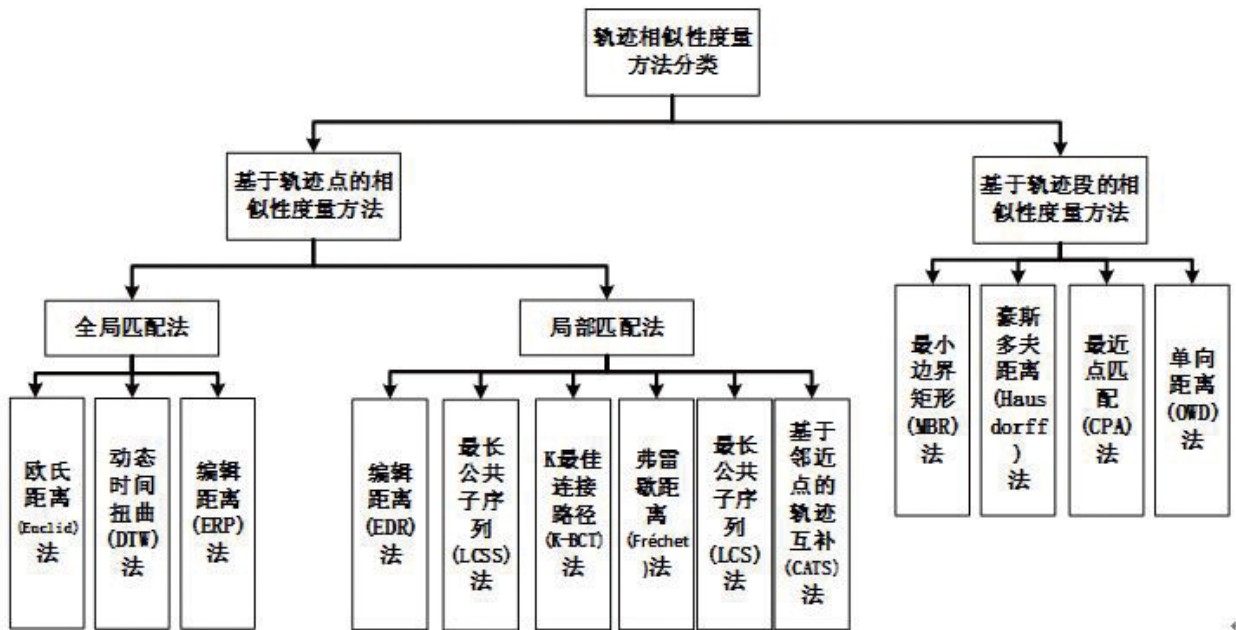 轨迹相似性度量
方法分类
基于轨迹点的相
似性度量方法
基于轨迹段的相
似性度量方法
全局匹配法
局部匹配法
欧氏
距离
(Euclid)
法
动态
时间
扭曲
(DTW)
法
编辑
距离
(ERP)
法
编辑
距离
(EDR)
法
最长
公共
子序
列
(LCSS)
法
K最佳
连接
路径
(K-BCT)
法
弗雷
歇距
离
(Fréchet
)法
最长
公共
子序
列
(LCS)
法
基于
邻近
点的
轨迹
互补
(CATS)
法
最小
边界
矩形
(MBR)
法
豪斯
多夫
距离
(Haus
dorff
)
法
最近
点匹
配
(CPA)
法
单向
距离
(OWD)
法